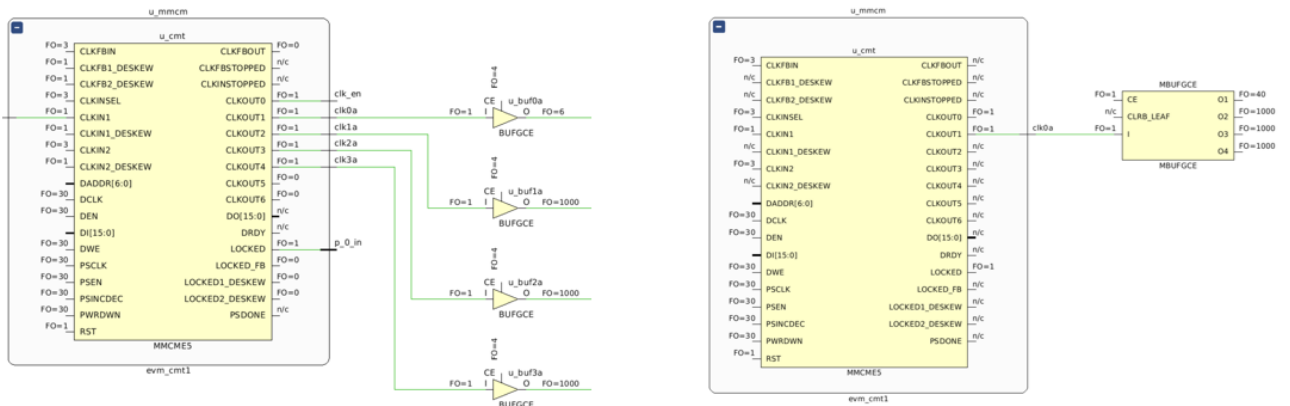 u_mmcm
u_cmt
FO=3 CLKFBIN CLKFBOUT FO=0
FO=1 CLKFB1_DESKEW CLKFBSTOPPED n/c
FO=1 CLKFB2_DESKEW CLKINSTOPPED n/c
FO=3 CLKINSEL CLKOUT0 FO=1 clk_en
FO=1 CLKIN1 CLKOUT1 FO=1 clk0a
FO=1 CLKIN1_DESKEW CLKOUT2 FO=1 clk1a
FO=3 CLKIN2 CLKOUT3 FO=1 clk2a
FO=1 CLKIN2_DESKEW CLKOUT4 FO=1 clk3a
DADDR[6:0] CLKOUT5 FO=0
FO=30 DCLK CLKOUT6 FO=0
FO=30 DEN DO[15:0] n/c
DI[15:0] DRDY n/c
FO=30 DWE LOCKED FO=1 p_0_in
FO=30 PSCLK LOCKED_FB FO=0
FO=30 PSEN LOCKED1_DESKEW FO=0
FO=30 PSINCDEC LOCKED2_DESKEW FO=0
FO=30 PWRDWN PSDONE n/c
FO=1 RST
MMCME5
evm_cmt1
FO=4
CE u_buf0a
FO=1 I O FO=6
BUFGCE
FO=4
CE u_buf1a
FO=1 I O FO=1000
BUFGCE
FO=4
CE u_buf2a
FO=1 I O FO=1000
BUFGCE
FO=4
CE u_buf3a
FO=1 I O FO=1000
BUFGCE
u_mmcm
u_cmt
FO=3 CLKFBIN CLKFBOUT n/c
n/c CLKFB1_DESKEW CLKFBSTOPPED n/c
n/c CLKFB2_DESKEW CLKINSTOPPED n/c
FO=3 CLKINSEL CLKOUT0 FO=1
FO=1 CLKIN1 CLKOUT1 FO=1 clk0a
n/c CLKIN1_DESKEW CLKOUT2 n/c
FO=3 CLKIN2 CLKOUT3 n/c
n/c CLKIN2_DESKEW CLKOUT4 n/c
DADDR[6:0] CLKOUT5 n/c
FO=30 DCLK CLKOUT6 n/c
FO=30 DEN DO[15:0] n/c
DI[15:0] DRDY n/c
FO=30 DWE LOCKED FO=1
FO=30 PSCLK LOCKED_FB n/c
FO=30 PSEN LOCKED1_DESKEW n/c
FO=30 PSINCDEC LOCKED2_DESKEW n/c
FO=30 PWRDWN PSDONE n/c
FO=1 RST
MMCME5
evm_cmt1
MBUFGCE
FO=1 CE O1 FO=40
n/c CLRB_LEAF O2 FO=1000
FO=1 I O3 FO=1000
O4 FO=1000
MBUFGCE